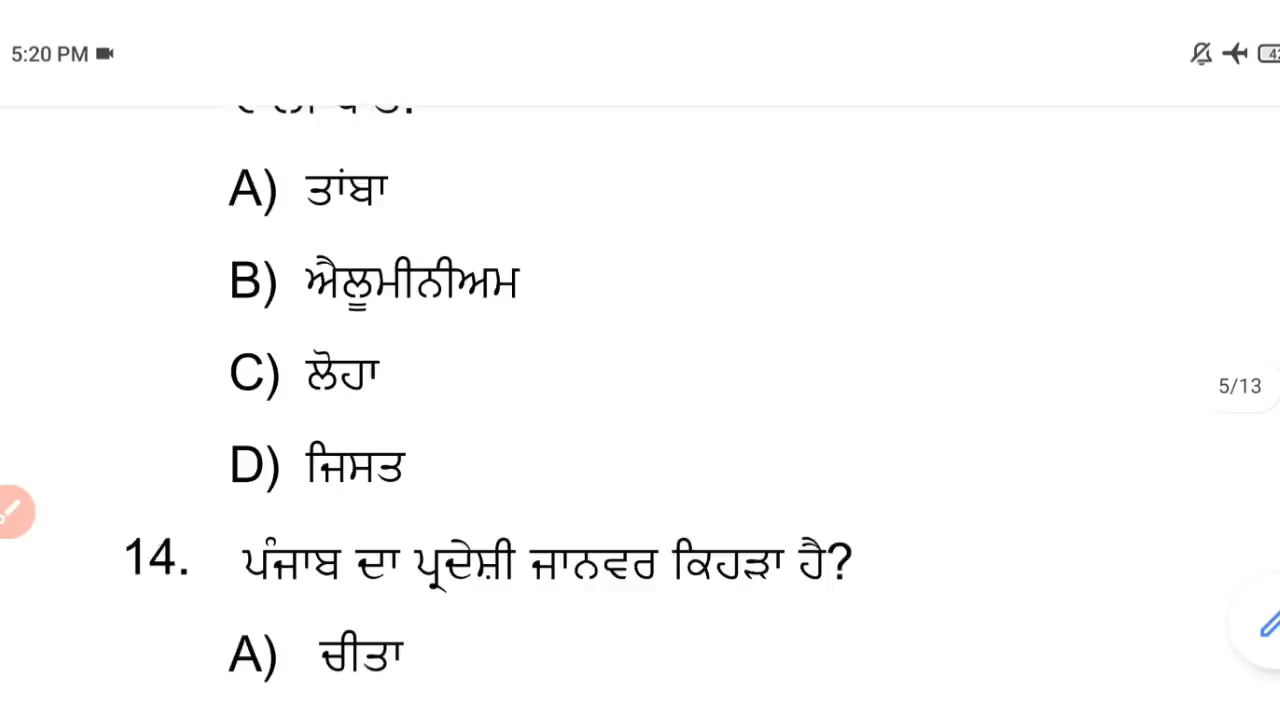 5:20 PM
A) ਤਾਂਬਾ
B) ਐਲੂਮੀਨੀਅਮ
C) ਲੋਹਾ
5/13
D) ਜਿਸਤ
14. ਪੰਜਾਬ ਦਾ ਪ੍ਰਦੇਸ਼ੀ ਜਾਨਵਰ ਕਿਹੜਾ ਹੈ?
A) ਚੀਤਾ